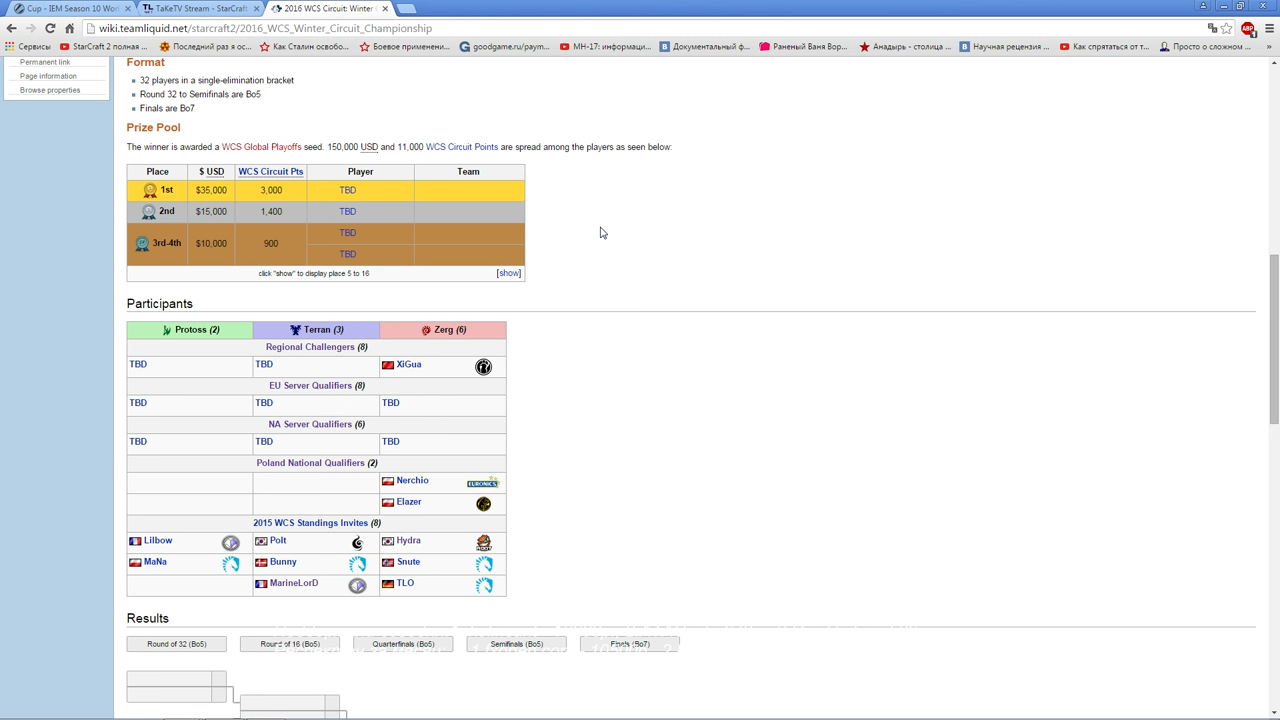 Cup - IEM Season 10 Wor
TaKeTV Stream - StarCraft
2016 WCS Circuit: Winter
wiki.teamliquid.net/starcraft2/2016_WCS_Winter_Circuit_Championship
Сервисы StarCraft 2 полная ... Последний раз я ос... Как Сталин освобо... Боевое применени... goodgame.ru/paym... МН-17: информаци... Документальный ф... Раненый Ваня Вор... Анадырь - столица ... Научная рецензия ... Как спрятаться от т... Просто о сложном ... »
Permanent link
Page information
Browse properties
Format
32 players in a single-elimination bracket
Round 32 to Semifinals are Bo5
Finals are Bo7
Prize Pool
The winner is awarded a WCS Global Playoffs seed. 150,000 USD and 11,000 WCS Circuit Points are spread among the players as seen below:
Place $ USD WCS Circuit Pts Player Team
1st $35,000 3,000 TBD
2nd $15,000 1,400 TBD
3rd-4th $10,000 900 TBD
TBD
click "show" to display place 5 to 16 [show]
Participants
Protoss (2) Terran (3) Zerg (6)
Regional Challengers (8)
TBD TBD XiGua
EU Server Qualifiers (8)
TBD TBD TBD
NA Server Qualifiers (6)
TBD TBD TBD
Poland National Qualifiers (2)
Nerchio EURONICS
Elazer
2015 WCS Standings Invites (8)
Lilbow Polt Hydra
MaNa Bunny Snute
MarineLorD TLO
Results
Round of 32 (Bo5) Round of 16 (Bo5) Quarterfinals (Bo5) Semifinals (Bo5) Finals (Bo7)